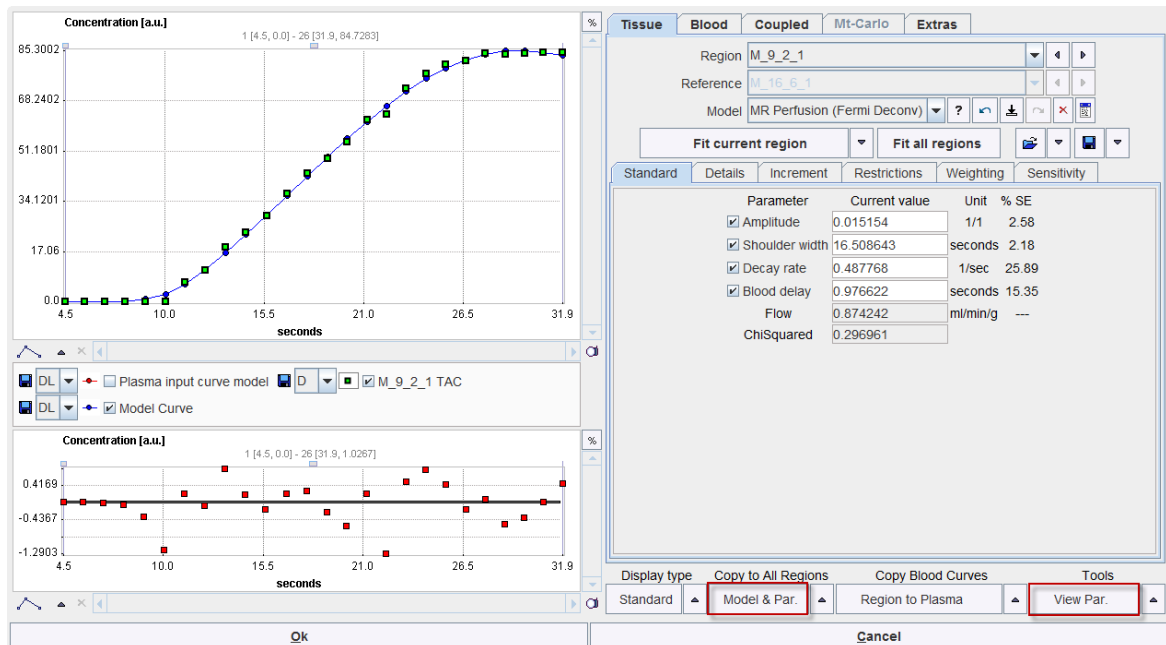 Concentration [a.u.]
1 [4.5, 0.0] - 26 [31.9, 84.7283]
%
85.3002
68.2402
51.1801
34.1201
17.06
0.0
4.5 10.0 15.5 21.0 26.5 31.9
seconds
DL Plasma input curve model D M_9_2_1 TAC
DL Model Curve
Concentration [a.u.]
1 [4.5, 0.0] - 26 [31.9, 1.0267]
%
0.4169
-0.4367
-1.2903
4.5 10.0 15.5 21.0 26.5 31.9
seconds
Tissue Blood Coupled Mt-Carlo Extras
Region M_9_2_1
Reference M_16_6_1
Model MR Perfusion (Fermi Deconv) ?
Fit current region Fit all regions
Standard Details Increment Restrictions Weighting Sensitivity
Parameter Current value Unit % SE
Amplitude 0.015154 1/1 2.58
Shoulder width 16.508643 seconds 2.18
Decay rate 0.487768 1/sec 25.89
Blood delay 0.976622 seconds 15.35
Flow 0.874242 ml/min/g ---
ChiSquared 0.296961
Display type Copy to All Regions Copy Blood Curves Tools
Standard Model & Par. Region to Plasma View Par.
Ok Cancel